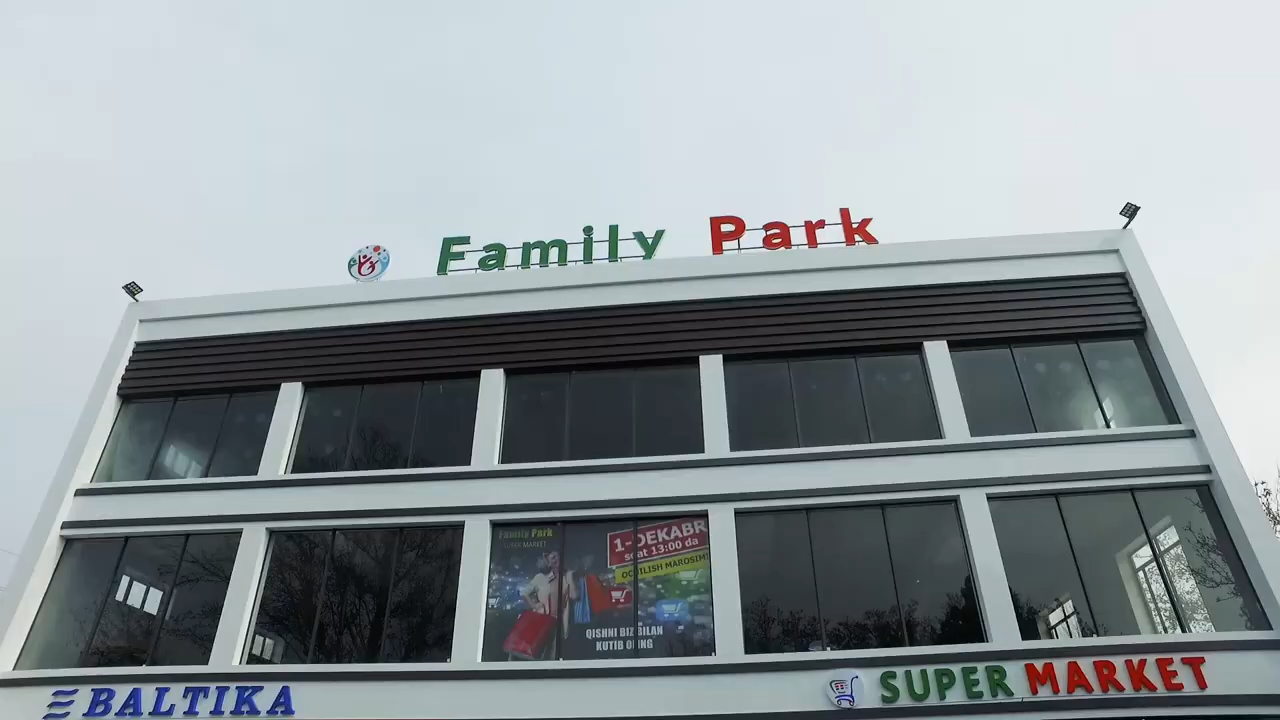 Family Park
Family Park
SUPER MARKET
1-DEKABR
soat 13:00 da
OCHILISH MAROSIMI
QISHNI BIZ BILAN
KUTIB OLING
BALTIKA
SUPER MARKET